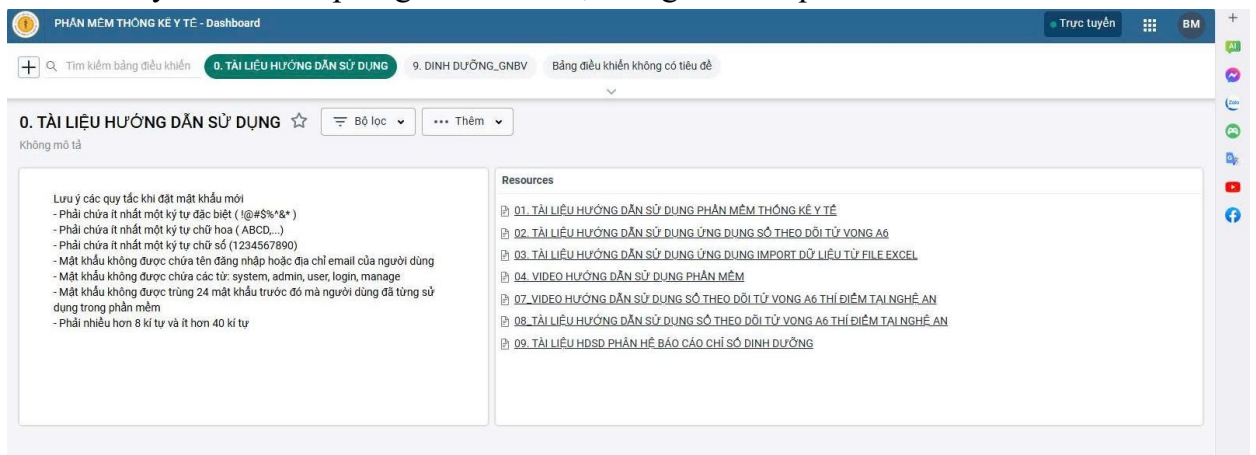 PHẦN MỀM THỐNG KÊ Y TẾ - Dashboard
Trực tuyến
BM
Tìm kiếm bảng điều khiển
0. TÀI LIỆU HƯỚNG DẪN SỬ DỤNG
9. DINH DƯỠNG_GNBV
Bảng điều khiển không có tiêu đề
0. TÀI LIỆU HƯỚNG DẪN SỬ DỤNG
Bộ lọc
Thêm
Không mô tả
Lưu ý các quy tắc khi đặt mật khẩu mới
- Phải chứa ít nhất một ký tự đặc biệt ( !@#$%^&* )
- Phải chứa ít nhất một ký tự chữ hoa ( ABCD,...)
- Phải chứa ít nhất một ký tự chữ số (1234567890)
- Mật khẩu không được chứa tên đăng nhập hoặc địa chỉ email của người dùng
- Mật khẩu không được chứa các từ: system, admin, user, login, manage
- Mật khẩu không được trùng 24 mật khẩu trước đó mà người dùng đã từng sử
dụng trong phần mềm
- Phải nhiều hơn 8 kí tự và ít hơn 40 kí tự
Resources
01. TÀI LIỆU HƯỚNG DẪN SỬ DỤNG PHẦN MỀM THỐNG KÊ Y TẾ
02. TÀI LIỆU HƯỚNG DẪN SỬ DỤNG ỨNG DỤNG SỔ THEO DÕI TỬ VONG A6
03. TÀI LIỆU HƯỚNG DẪN SỬ DỤNG ỨNG DỤNG IMPORT DỮ LIỆU TỪ FILE EXCEL
04. VIDEO HƯỚNG DẪN SỬ DỤNG PHẦN MỀM
07_VIDEO HƯỚNG DẪN SỬ DỤNG SỔ THEO DÕI TỬ VONG A6 THÍ ĐIỂM TẠI NGHỆ AN
08_TÀI LIỆU HƯỚNG DẪN SỬ DỤNG SỔ THEO DÕI TỬ VONG A6 THÍ ĐIỂM TẠI NGHỆ AN
09. TÀI LIỆU HDSD PHÂN HỆ BÁO CÁO CHỈ SỐ DINH DƯỠNG
AI
Zalo